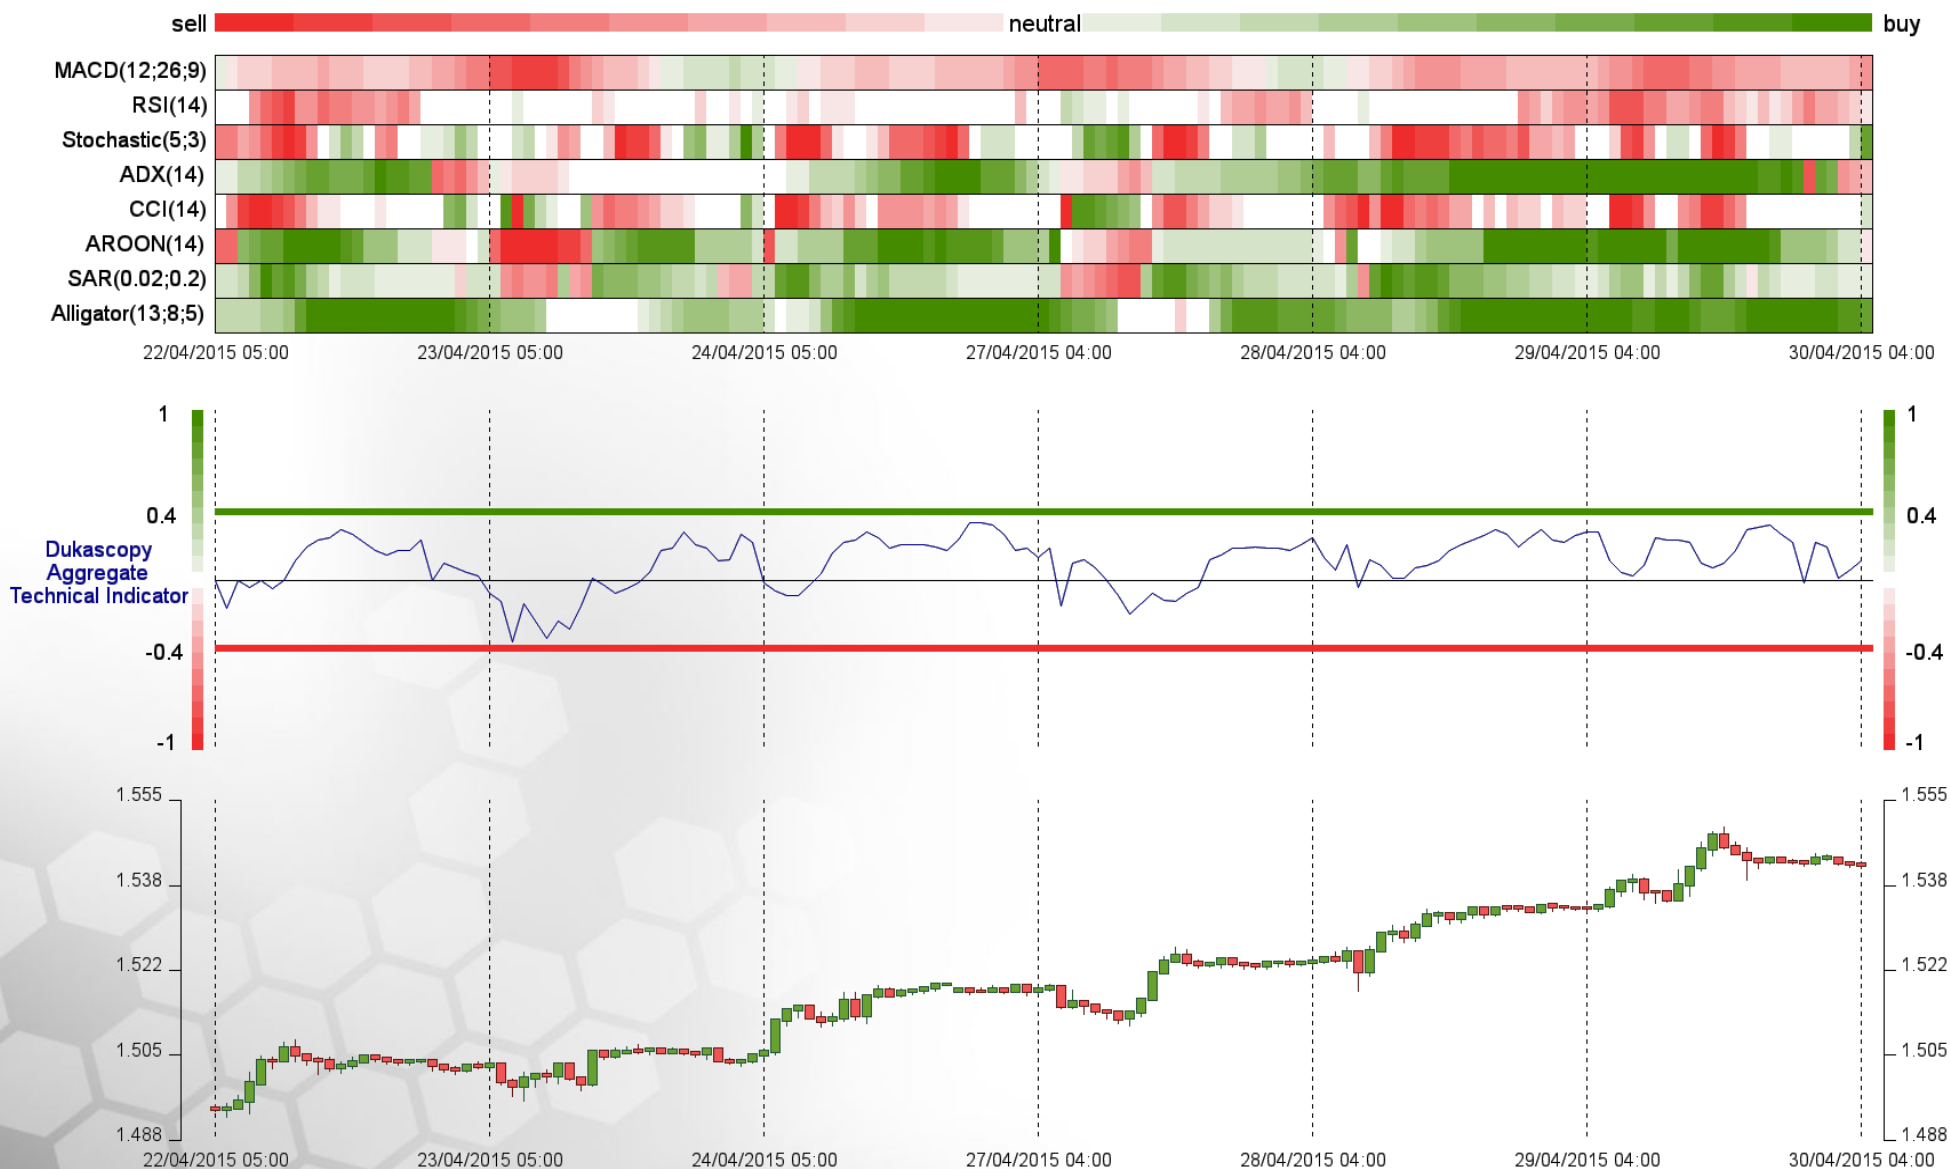 sell neutral buy
MACD(12;26;9)
RSI(14)
Stochastic(5;3)
ADX(14)
CCI(14)
AROON(14)
SAR(0.02;0.2)
Alligator(13;8;5)
22/04/2015 05:00 23/04/2015 05:00 24/04/2015 05:00 27/04/2015 04:00 28/04/2015 04:00 29/04/2015 04:00 30/04/2015 04:00
1 1
0.4 0.4
Dukascopy
Aggregate
Technical Indicator
-0.4 -0.4
-1 -1
1.555 1.555
1.538 1.538
1.522 1.522
1.505 1.505
1.488 1.488
22/04/2015 05:00 23/04/2015 05:00 24/04/2015 05:00 27/04/2015 04:00 28/04/2015 04:00 29/04/2015 04:00 30/04/2015 04:00